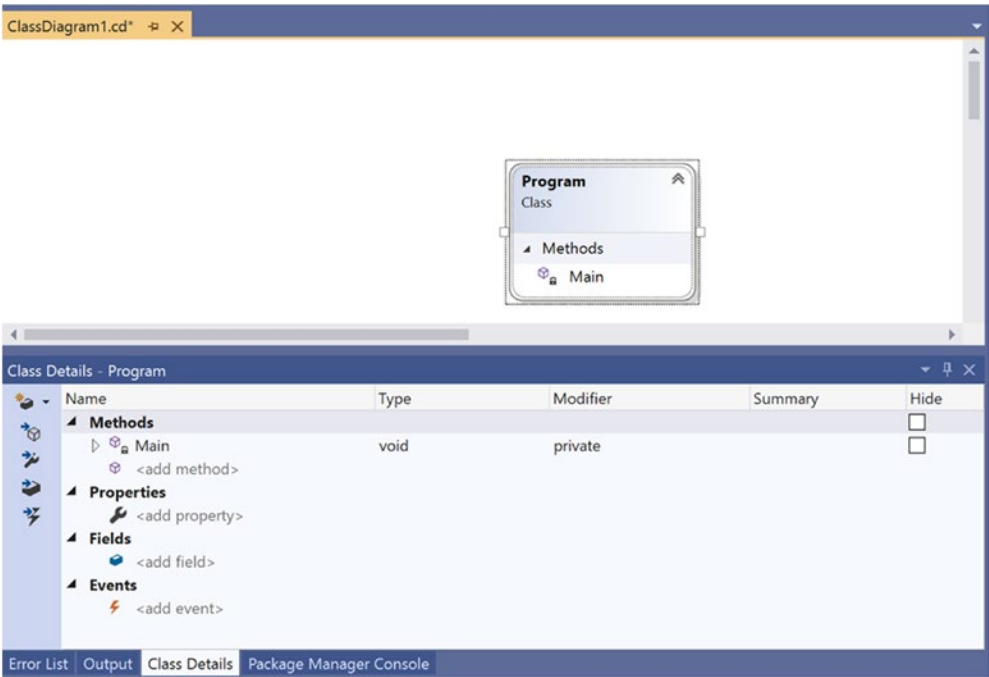 ClassDiagram1.cd*
Program
Class
Methods
Main
Class Details - Program
Name Type Modifier Summary Hide
Methods
Main void private
<add method>
Properties
<add property>
Fields
<add field>
Events
<add event>
Error List Output Class Details Package Manager Console